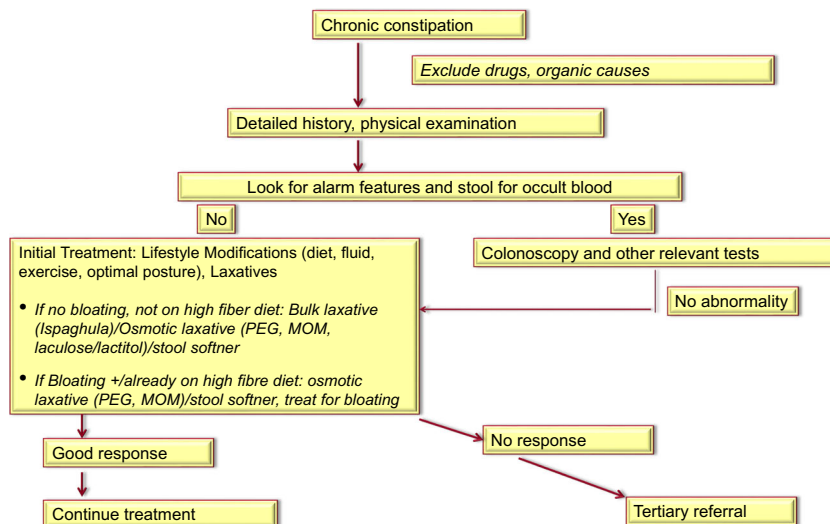 Chronic constipation
Exclude drugs, organic causes
Detailed history, physical examination
Look for alarm features and stool for occult blood
No
Yes
Initial Treatment: Lifestyle Modifications (diet, fluid,
exercise, optimal posture), Laxatives
• If no bloating, not on high fiber diet: Bulk laxative
(Ispaghula)/Osmotic laxative (PEG, MOM,
laculose/lactitol)/stool softner
• If Bloating +/already on high fibre diet: osmotic
laxative (PEG, MOM)/stool softner, treat for bloating
Colonoscopy and other relevant tests
No abnormality
Good response
No response
Continue treatment
Tertiary referral